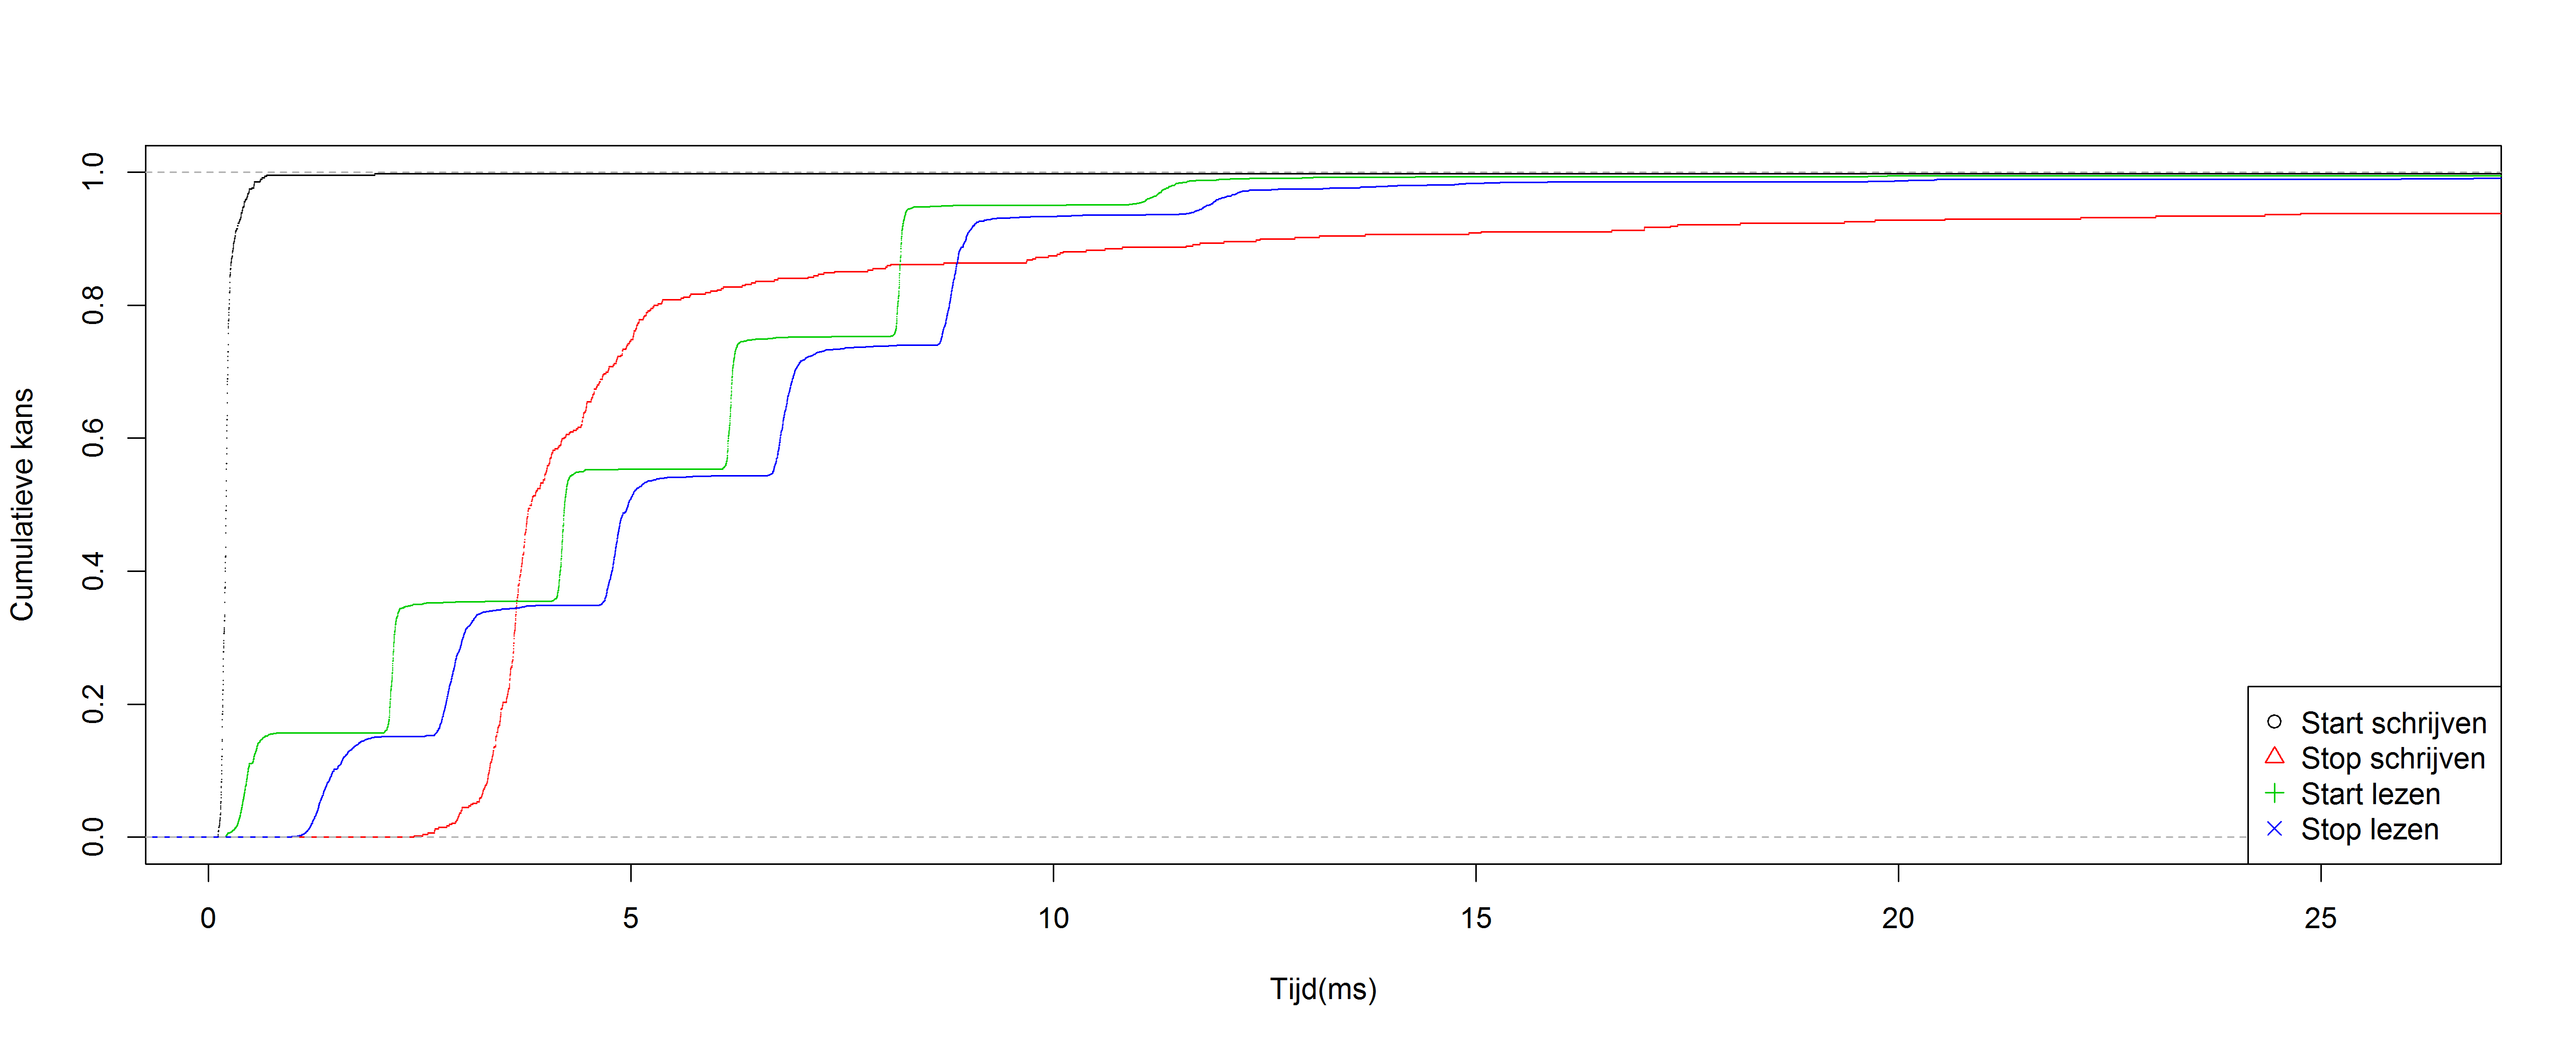 Cumulatieve kans
1.0
0.8
0.6
0.4
0.2
0.0
0 5 10 15 20 25
Tijd(ms)
Start schrijven
Stop schrijven
Start lezen
Stop lezen